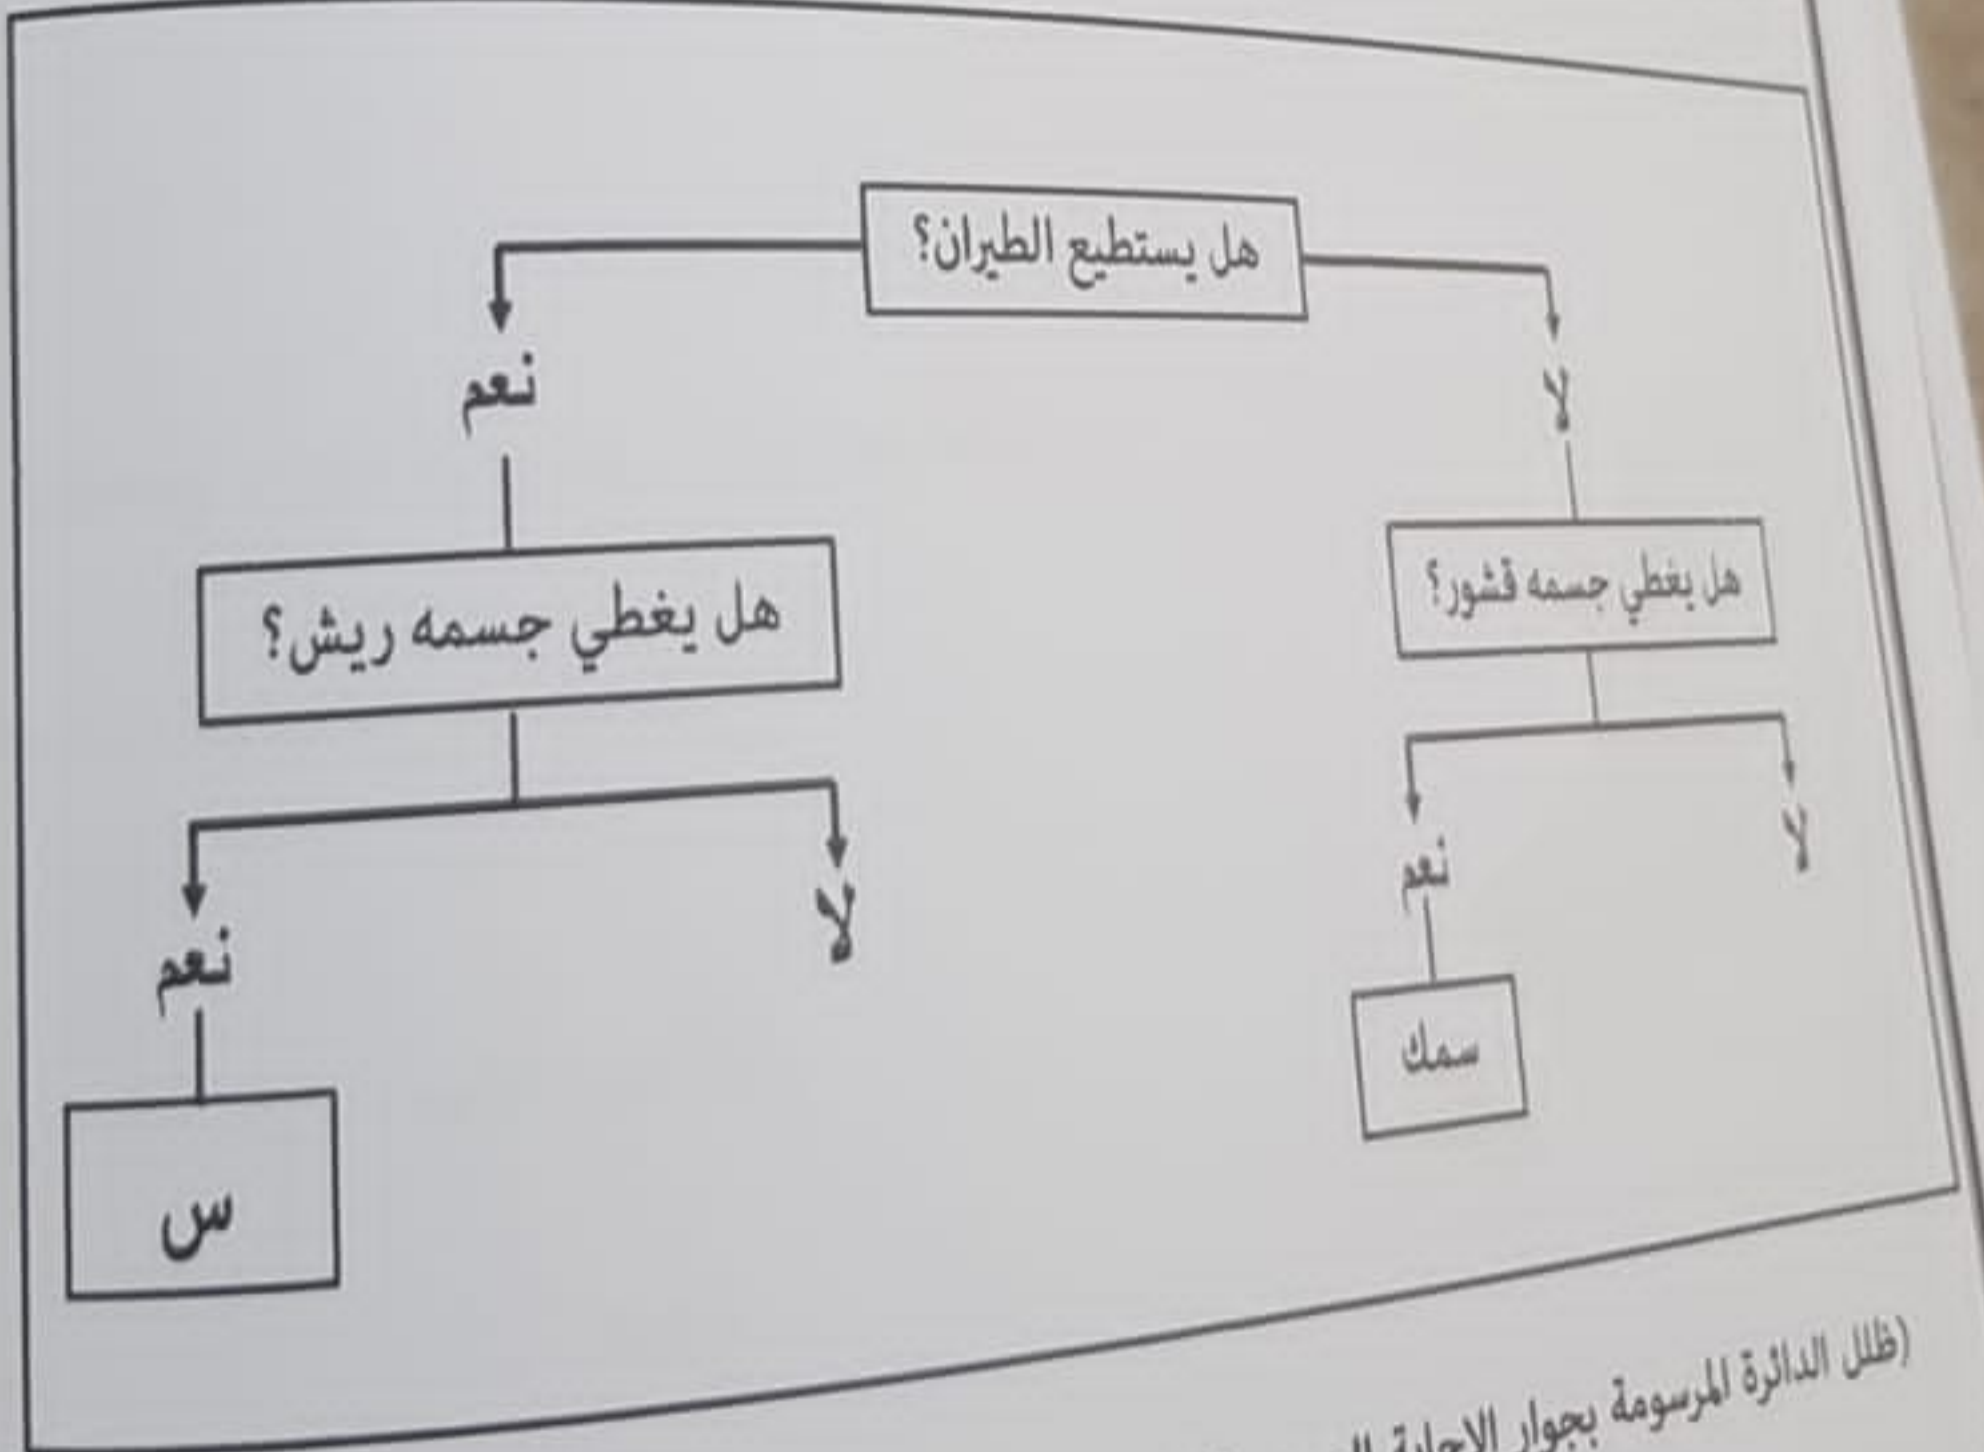 هل يستطيع الطيران؟
لا
نعم
هل يغطي جسمه قشور؟
هل يغطي جسمه ريش؟
لا
نعم
لا
نعم
سمك
س
(ظلل الدائرة المرسومة بجوار الإجابة